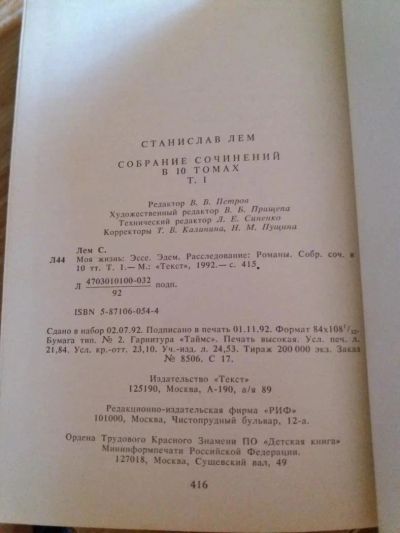 СТАНИСЛАВ ЛЕМ
СОБРАНИЕ СОЧИНЕНИЙ
В 10 ТОМАХ
Т. 1
Редактор В. В. Петров
Художественный редактор В. Б. Прищепа
Технический редактор Л. Е. Синенко
Корректоры Т. В. Калинина, Н. М. Пущина
Лем С.
Л44 Моя жизнь: Эссе. Эдем. Расследование: Романы. Собр. соч. в
10 тт. Т. 1.— М.: «Текст», 1992.— с. 415.
Л 4703010100-032
92
ISBN 5-87106-054-4
Сдано в набор 02.07.92. Подписано в печать 01.11.92. Формат 84х108 1/32.
Бумага тип. № 2. Гарнитура «Таймс». Печать высокая. Усл. печ. л.
21,84. Усл. кр.-отт. 23,10. Уч.-изд. л. 24,53. Тираж 200 000 экз. Заказ
№ 8506. С 17.
Издательство «Текст»
125190, Москва, А-190, а/я 89
Редакционно-издательская фирма «РИФ»
101000, Москва, Чистопрудный бульвар, 12-а.
Ордена Трудового Красного Знамени ПО «Детская книга»
Мининформпечати Российской Федерации.
127018, Москва, Сущевский вал, 49
416